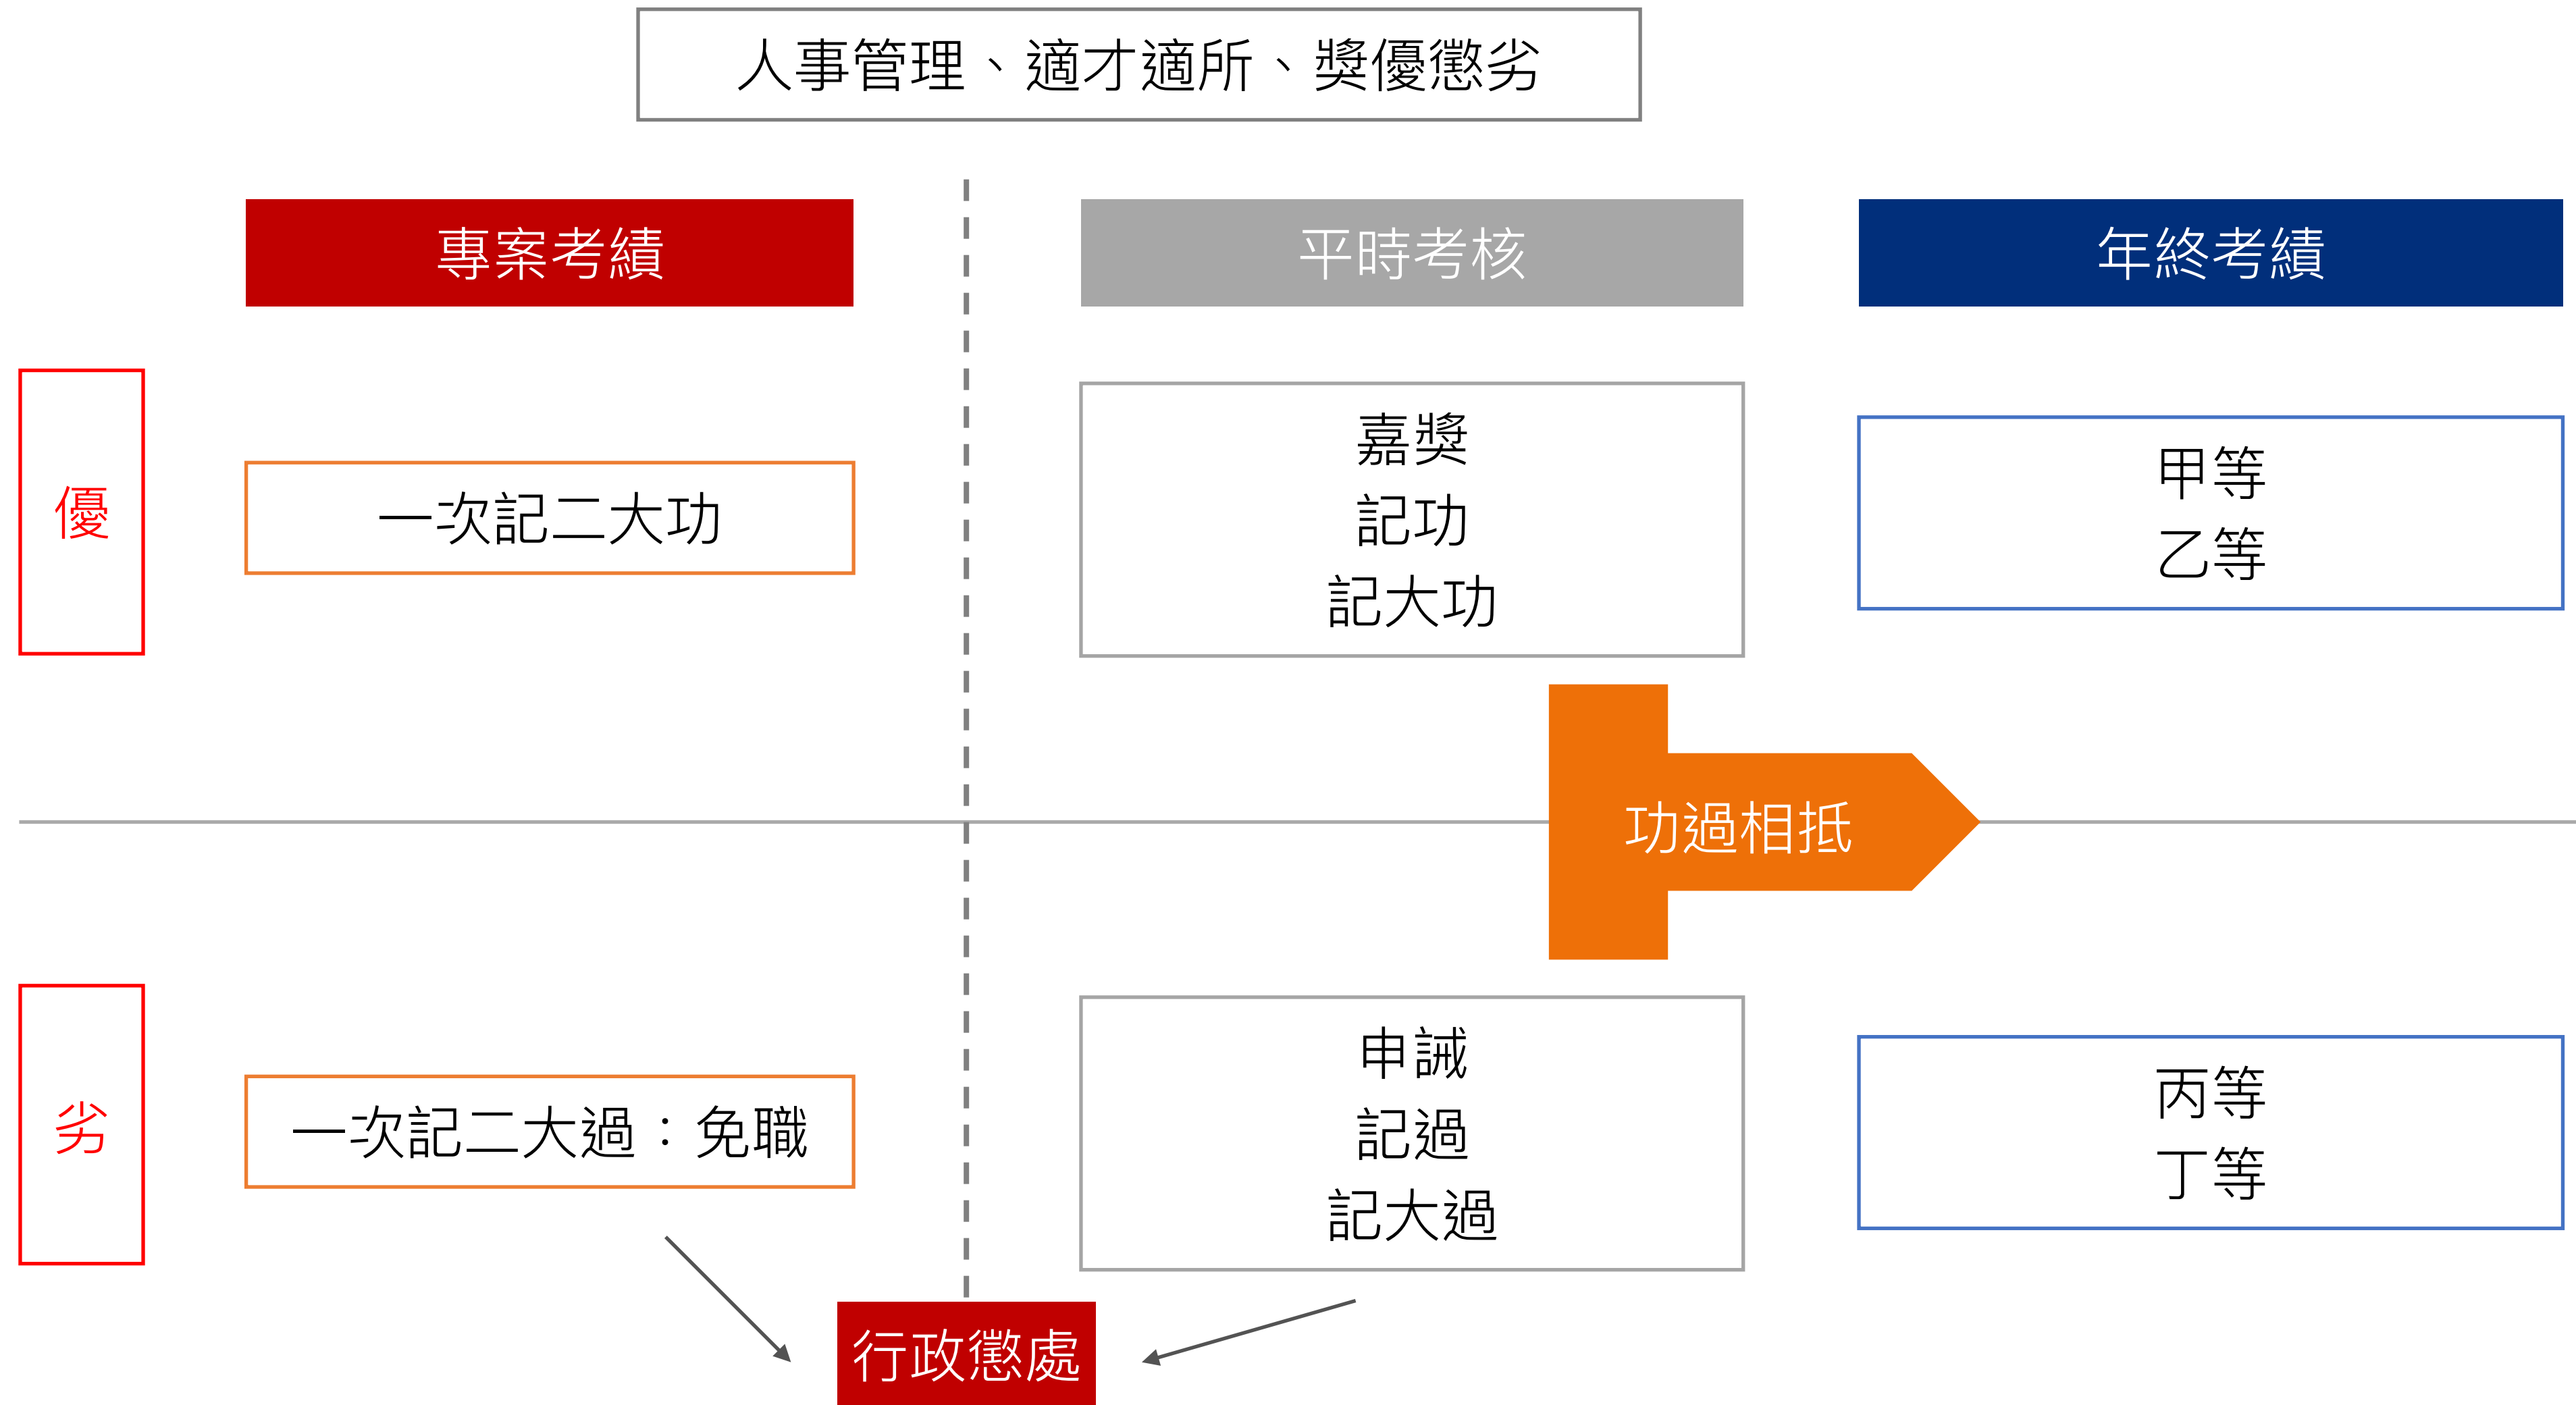 人事管理、適才適所、獎優懲劣
專案考績
平時考核
年終考績
優
一次記二大功
嘉獎
記功
記大功
甲等
乙等
功過相抵
劣
一次記二大過：免職
申誡
記過
記大過
丙等
丁等
行政懲處